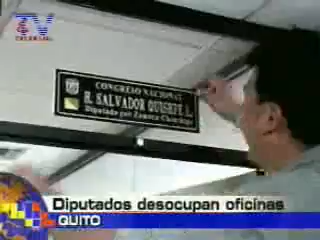 TV
CONGRESO NACIONAL
H. SALVADOR QUISHPE L.
Diputado por Zamora Chinchipe
Diputados desocupan oficinas
QUITO